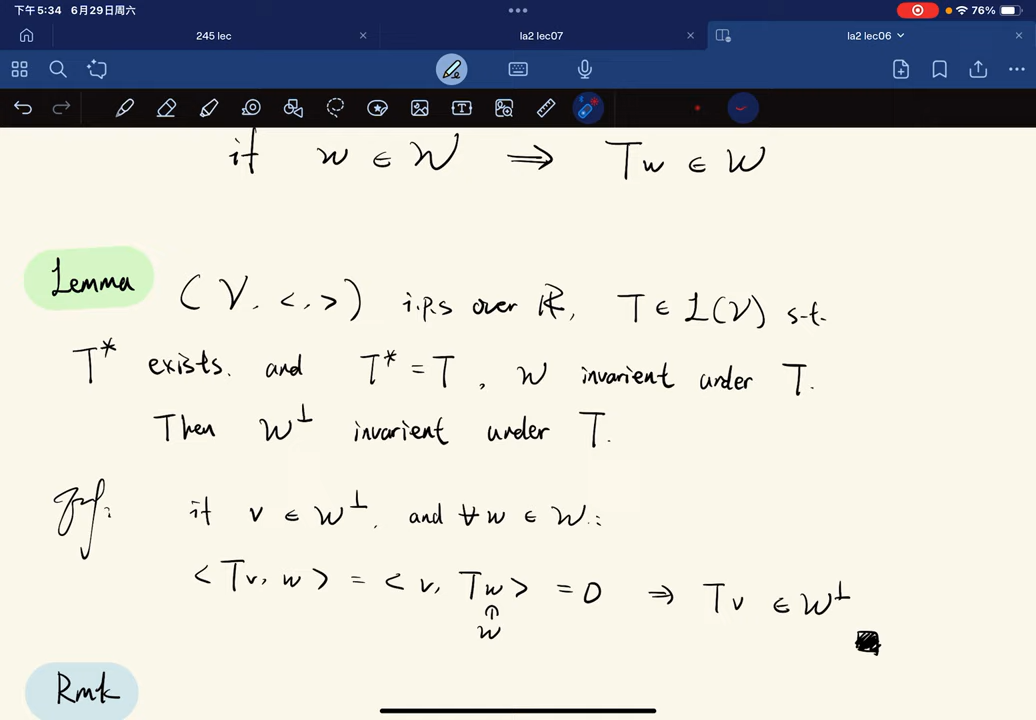 下午5:34 6月29日周六
76%
245 lec
la2 lec07
la2 lec06
if w ∈ W ⇒ Tw ∈ W
Lemma (V, <, >) i.p.s over ℝ, T ∈ L(V) s.t.
T* exists. and T* = T, W invarient under T.
Then W^⊥ invarient under T.
if v ∈ W^⊥, and ∀w ∈ W:
<Tv, w> = <v, Tw> = 0 ⇒ Tv ∈ W^⊥
W
Rmk